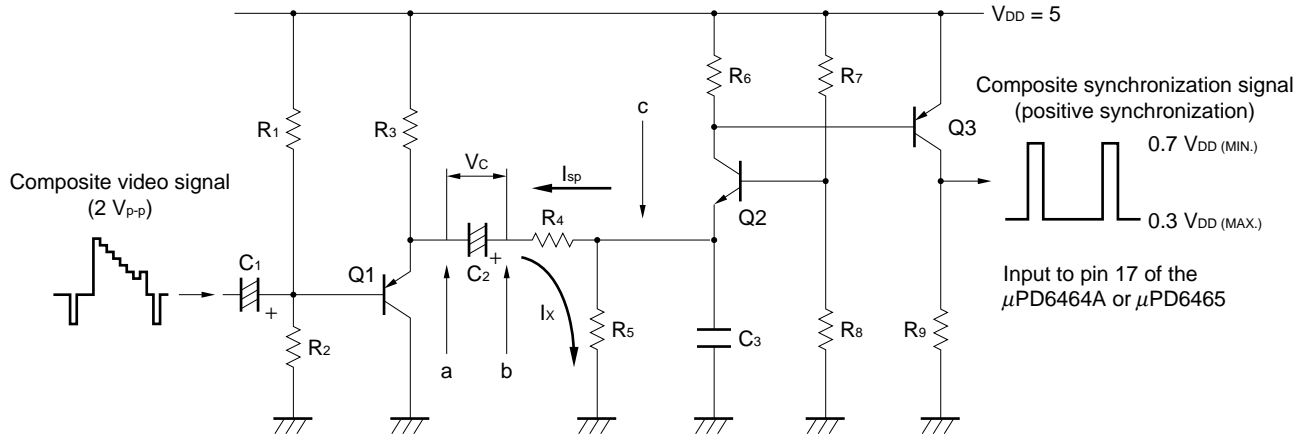 VDD = 5
R6
R7
Composite synchronization signal
(positive synchronization)
c
R1
R3
Q3
0.7 VDD (MIN.)
VC
Isp
Composite video signal
(2 Vp-p)
Q2
R4
0.3 VDD (MAX.)
C1
Q1
C2
+
+
Input to pin 17 of the
μPD6464A or μPD6465
IX
R2
R5
C3
R8
R9
a
b